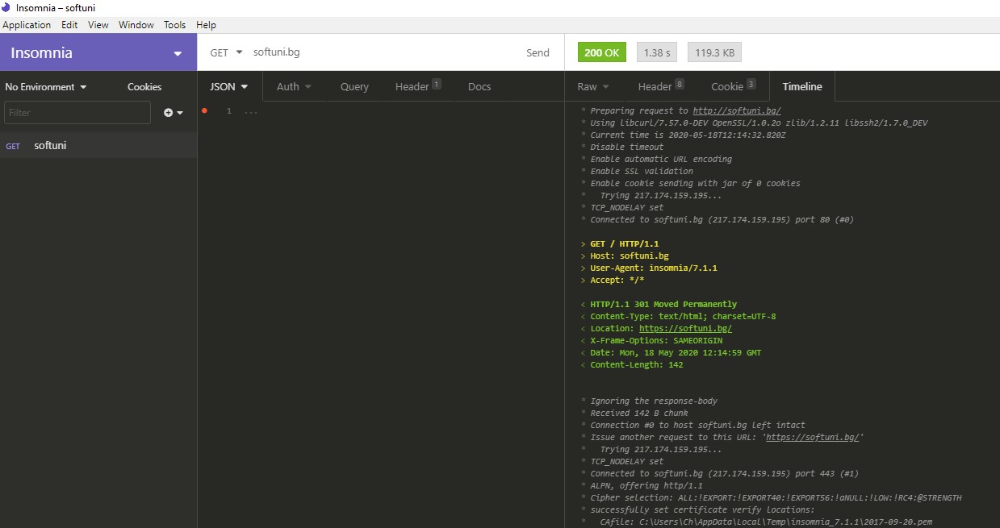 Insomnia – softuni
Application Edit View Window Tools Help
Insomnia
GET softuni.bg Send
200 OK 1.38 s 119.3 KB
No Environment Cookies
JSON Auth Query Header 1 Docs
Raw Header 8 Cookie 3 Timeline
Filter
GET softuni
1 ...
* Preparing request to http://softuni.bg/
* Using libcurl/7.57.0-DEV OpenSSL/1.0.2o zlib/1.2.11 libssh2/1.7.0_DEV
* Current time is 2020-05-18T12:14:32.820Z
* Disable timeout
* Enable automatic URL encoding
* Enable SSL validation
* Enable cookie sending with jar of 0 cookies
*   Trying 217.174.159.195...
* TCP_NODELAY set
* Connected to softuni.bg (217.174.159.195) port 80 (#0)
> GET / HTTP/1.1
> Host: softuni.bg
> User-Agent: insomnia/7.1.1
> Accept: */*
< HTTP/1.1 301 Moved Permanently
< Content-Type: text/html; charset=UTF-8
< Location: https://softuni.bg/
< X-Frame-Options: SAMEORIGIN
< Date: Mon, 18 May 2020 12:14:59 GMT
< Content-Length: 142
* Ignoring the response-body
* Received 142 B chunk
* Connection #0 to host softuni.bg left intact
* Issue another request to this URL: 'https://softuni.bg/'
*   Trying 217.174.159.195...
* TCP_NODELAY set
* Connected to softuni.bg (217.174.159.195) port 443 (#1)
* ALPN, offering http/1.1
* Cipher selection: ALL:!EXPORT:!EXPORT40:!EXPORT56:!aNULL:!LOW:!RC4:@STRENGTH
* successfully set certificate verify locations:
*   CAfile: C:\Users\Ch\AppData\Local\Temp\insomnia_7.1.1\2017-09-20.pem